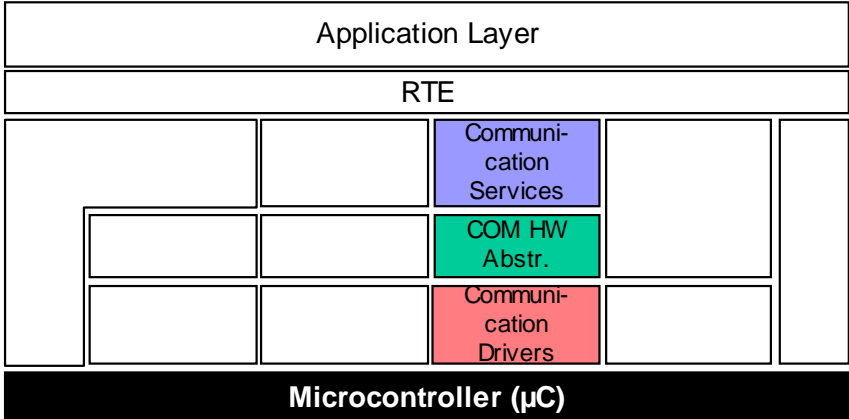 Application Layer
RTE
Communi-
cation
Services
COM HW
Abstr.
Communi-
cation
Drivers
Microcontroller (µC)